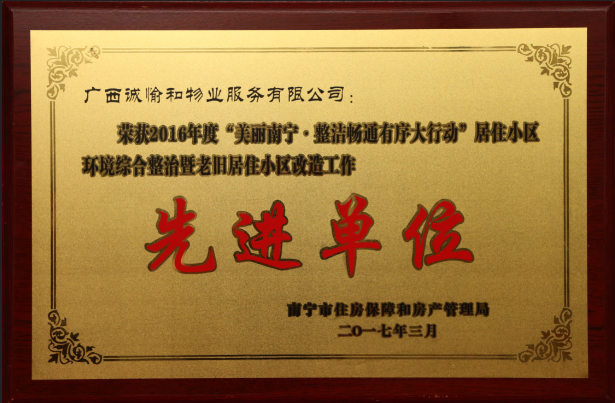 广西诚愉和物业服务有限公司：
荣获2016年度“美丽南宁·整洁畅通有序大行动”居住小区
环境综合整治暨老旧居住小区改造工作
先进单位
南宁市住房保障和房产管理局
二〇一七年三月